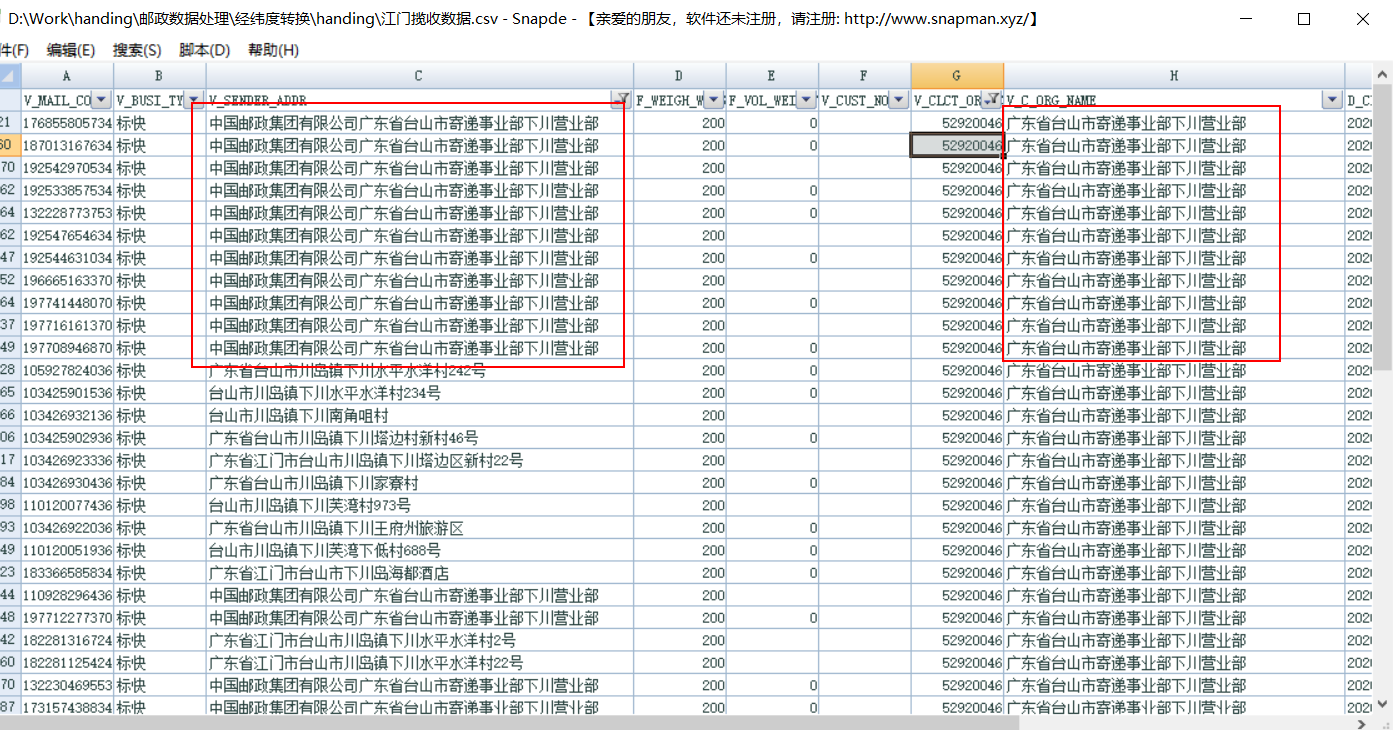 D:\Work\handing\邮政数据处理\经纬度转换\handing\江门揽收数据.csv - Snapde - 【亲爱的朋友，软件还未注册，请注册: http://www.snapman.xyz/】
件(F) 编辑(E) 搜索(S) 脚本(D) 帮助(H)
A B C D E F G H
V_MAIL_CO V_BUSI_TY V_SENDER_ADDR F_WEIGH_W F_VOL_WEI V_CUST_NO V_CLCT_OR V_C_ORG_NAME D_C
21 176855805734 标快 中国邮政集团有限公司广东省台山市寄递事业部下川营业部 200 0 52920046 广东省台山市寄递事业部下川营业部 202
60 187013167634 标快 中国邮政集团有限公司广东省台山市寄递事业部下川营业部 200 0 52920046 广东省台山市寄递事业部下川营业部 202
70 192542970534 标快 中国邮政集团有限公司广东省台山市寄递事业部下川营业部 200 52920046 广东省台山市寄递事业部下川营业部 202
62 192533857534 标快 中国邮政集团有限公司广东省台山市寄递事业部下川营业部 200 0 52920046 广东省台山市寄递事业部下川营业部 202
64 132228773753 标快 中国邮政集团有限公司广东省台山市寄递事业部下川营业部 200 0 52920046 广东省台山市寄递事业部下川营业部 202
62 192547654634 标快 中国邮政集团有限公司广东省台山市寄递事业部下川营业部 200 52920046 广东省台山市寄递事业部下川营业部 202
47 192544631034 标快 中国邮政集团有限公司广东省台山市寄递事业部下川营业部 200 0 52920046 广东省台山市寄递事业部下川营业部 202
52 196665163370 标快 中国邮政集团有限公司广东省台山市寄递事业部下川营业部 200 52920046 广东省台山市寄递事业部下川营业部 202
64 197741448070 标快 中国邮政集团有限公司广东省台山市寄递事业部下川营业部 200 0 52920046 广东省台山市寄递事业部下川营业部 202
37 197716161370 标快 中国邮政集团有限公司广东省台山市寄递事业部下川营业部 200 52920046 广东省台山市寄递事业部下川营业部 202
49 197708946870 标快 中国邮政集团有限公司广东省台山市寄递事业部下川营业部 200 0 52920046 广东省台山市寄递事业部下川营业部 202
28 105927824036 标快 广东省台山市川岛镇下川水平水洋村242号 200 0 52920046 广东省台山市寄递事业部下川营业部 202
65 103425901536 标快 台山市川岛镇下川水平水洋村234号 200 0 52920046 广东省台山市寄递事业部下川营业部 202
66 103426932136 标快 台山市川岛镇下川南角咀村 200 52920046 广东省台山市寄递事业部下川营业部 202
06 103425902936 标快 广东省台山市川岛镇下川塔边村新村46号 200 0 52920046 广东省台山市寄递事业部下川营业部 202
17 103426923336 标快 广东省江门市台山市川岛镇下川塔边区新村22号 200 52920046 广东省台山市寄递事业部下川营业部 202
84 103426930436 标快 广东省台山市川岛镇下川家寮村 200 0 52920046 广东省台山市寄递事业部下川营业部 202
98 110120077436 标快 台山市川岛镇下川芙湾村973号 200 52920046 广东省台山市寄递事业部下川营业部 202
93 103426922036 标快 广东省台山市川岛镇下川王府州旅游区 200 0 52920046 广东省台山市寄递事业部下川营业部 202
49 110120051936 标快 台山市川岛镇下川芙湾下低村688号 200 0 52920046 广东省台山市寄递事业部下川营业部 202
23 183366585834 标快 广东省江门市台山市下川岛海都酒店 200 0 52920046 广东省台山市寄递事业部下川营业部 202
44 110928296436 标快 中国邮政集团有限公司广东省台山市寄递事业部下川营业部 200 52920046 广东省台山市寄递事业部下川营业部 202
48 197712277370 标快 中国邮政集团有限公司广东省台山市寄递事业部下川营业部 200 0 52920046 广东省台山市寄递事业部下川营业部 202
42 182281316724 标快 广东省江门市台山市川岛镇下川水平水洋村2号 200 52920046 广东省台山市寄递事业部下川营业部 202
60 182281125424 标快 广东省江门市台山市川岛镇下川水平水洋村22号 200 52920046 广东省台山市寄递事业部下川营业部 202
70 132230469553 标快 中国邮政集团有限公司广东省台山市寄递事业部下川营业部 200 0 52920046 广东省台山市寄递事业部下川营业部 202
87 173157438834 标快 中国邮政集团有限公司广东省台山市寄递事业部下川营业部 200 0 52920046 广东省台山市寄递事业部下川营业部 202